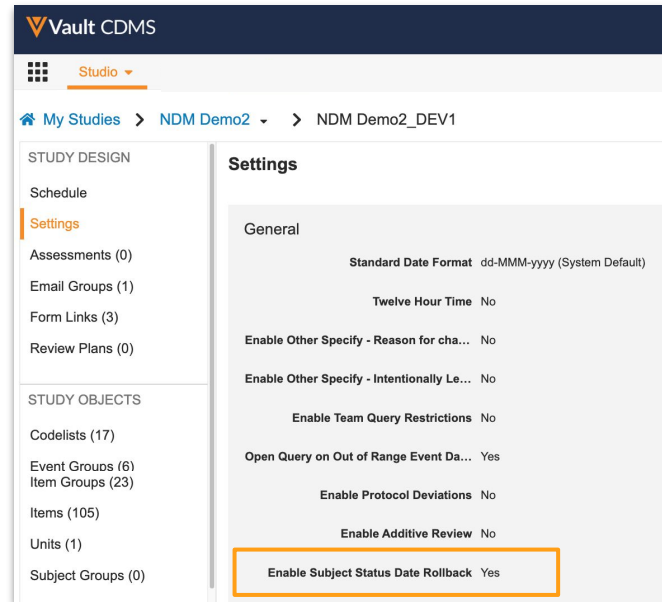 Vault CDMS
Studio
My Studies > NDM Demo2 > NDM Demo2_DEV1
STUDY DESIGN
Schedule
Settings
Assessments (0)
Email Groups (1)
Form Links (3)
Review Plans (0)
STUDY OBJECTS
Codelists (17)
Event Groups (6)
Item Groups (23)
Items (105)
Units (1)
Subject Groups (0)
Settings
General
Standard Date Format dd-MMM-yyyy (System Default)
Twelve Hour Time No
Enable Other Specify - Reason for cha... No
Enable Other Specify - Intentionally Le... No
Enable Team Query Restrictions No
Open Query on Out of Range Event Da... Yes
Enable Protocol Deviations No
Enable Additive Review No
Enable Subject Status Date Rollback Yes